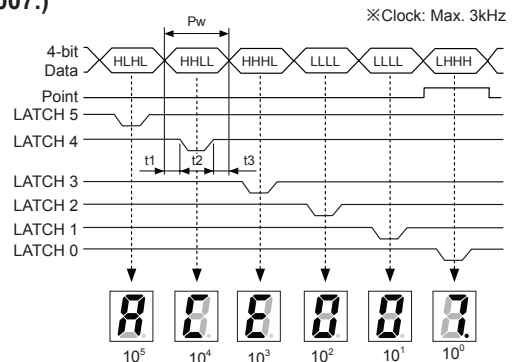 007.)
※Clock: Max. 3kHz
Pw
4-bit
Data
HLHL HHLL HHHL LLLL LLLL LHHH
Point
LATCH 5
LATCH 4
t1 t2 t3
LATCH 3
LATCH 2
LATCH 1
LATCH 0
A C E 0 0 7.
10⁵ 10⁴ 10³ 10² 10¹ 10⁰